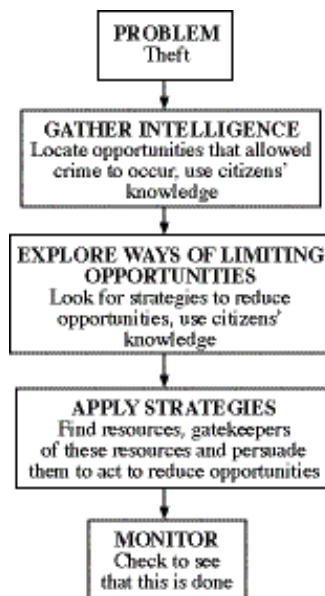 PROBLEM
Theft
GATHER INTELLIGENCE
Locate opportunities that allowed
crime to occur, use citizens'
knowledge
EXPLORE WAYS OF LIMITING
OPPORTUNITIES
Look for strategies to reduce
opportunities, use citizens'
knowledge
APPLY STRATEGIES
Find resources, gatekeepers
of these resources and persuade
them to act to reduce opportunities
MONITOR
Check to see
that this is done